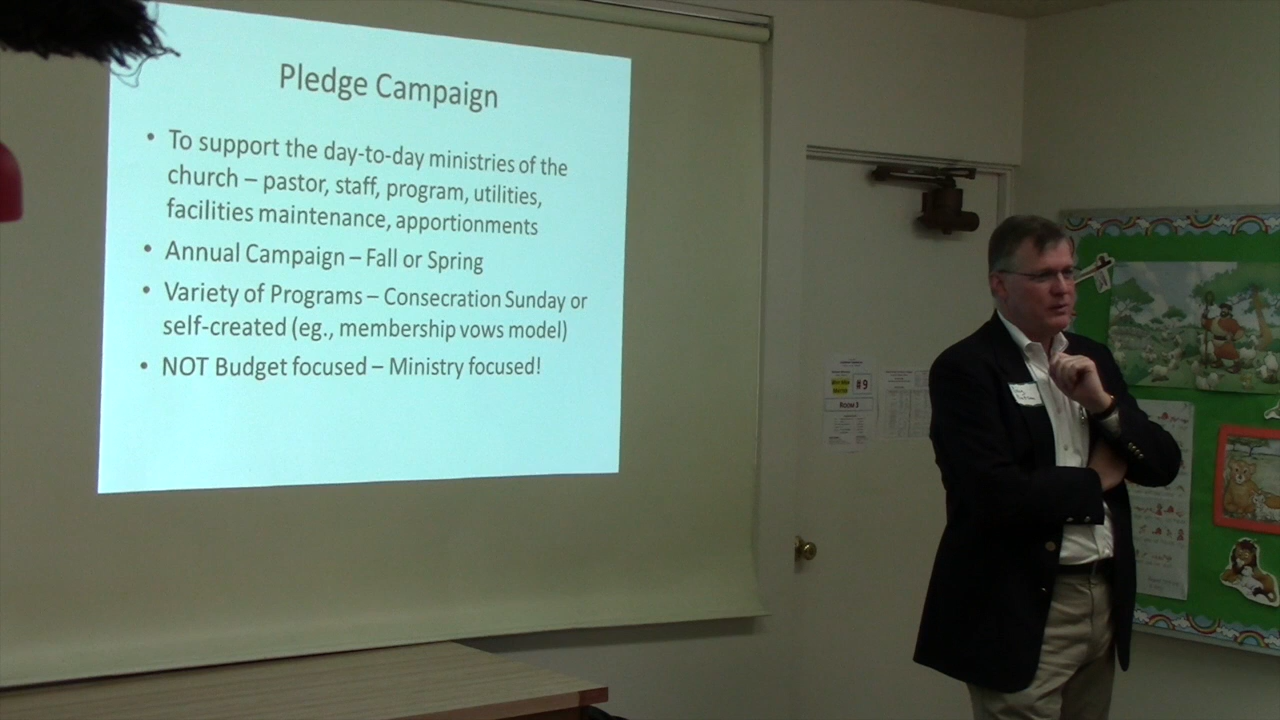 Pledge Campaign
• To support the day-to-day ministries of the
church – pastor, staff, program, utilities,
facilities maintenance, apportionments
• Annual Campaign – Fall or Spring
• Variety of Programs – Consecration Sunday or
self-created (eg., membership vows model)
• NOT Budget focused – Ministry focused!
#9
ROOM 3